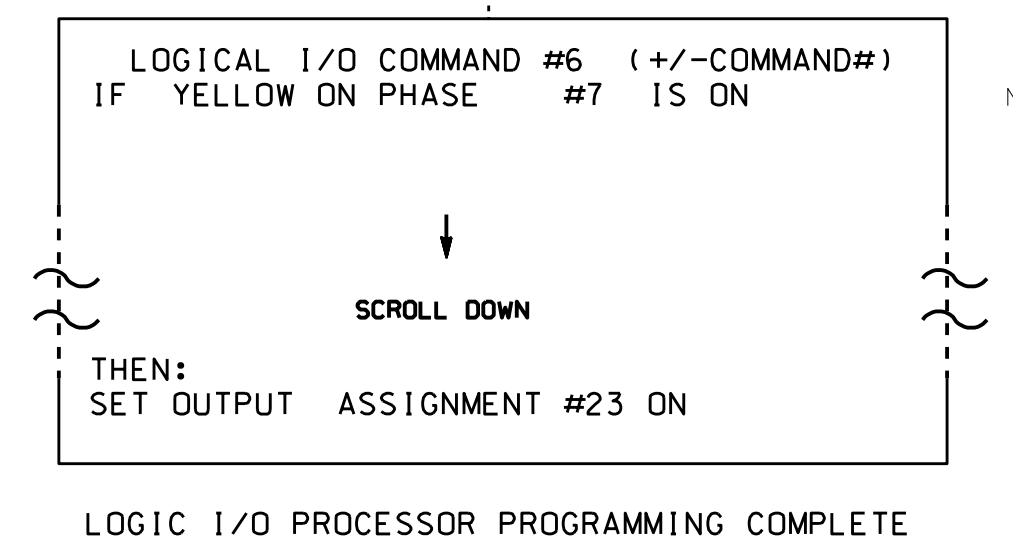 LOGICAL I/O COMMAND #6 (+/-COMMAND#)
IF YELLOW ON PHASE #7 IS ON
SCROLL DOWN
THEN:
SET OUTPUT ASSIGNMENT #23 ON
LOGIC I/O PROCESSOR PROGRAMMING COMPLETE